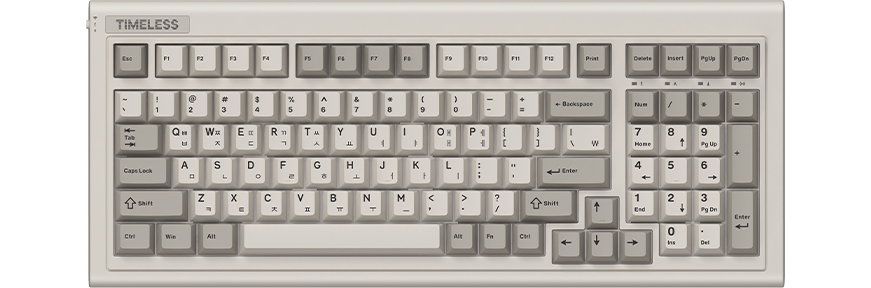 TIMELESS
Esc F1 F2 F3 F4 F5 F6 F7 F8 F9 F10 F11 F12 Print Delete Insert PgUp PgDn
~ ` ! 1 @ 2 # 3 $ 4 % 5 ^ 6 & 7 * 8 ( 9 ) 0 _ - + = ← Backspace Num / * -
Tab Q ㅂ ㅃ W ㅈ ㅉ E ㄷ ㄸ R ㄱ ㄲ T ㅅ ㅆ Y ㅛ U ㅕ I ㅑ O ㅐ ㅒ P ㅔ ㅖ { [ } ] | \ W 7 Home 8 ↑ 9 Pg Up +
Caps Lock A ㅁ S ㄴ D ㅇ F ㄹ G ㅎ H ㅗ J ㅓ K ㅏ L ㅣ : ; " ' ↵ Enter 4 ← 5 6 →
⇧ Shift Z ㅋ X ㅌ C ㅊ V ㅍ B ㅠ N ㅜ M ㅡ < , > . ? / ⇧ Shift ↑ 1 End 2 ↓ 3 Pg Dn Enter ↵
Ctrl Win Alt Alt Fn Ctrl ← ↓ → 0 Ins . Del